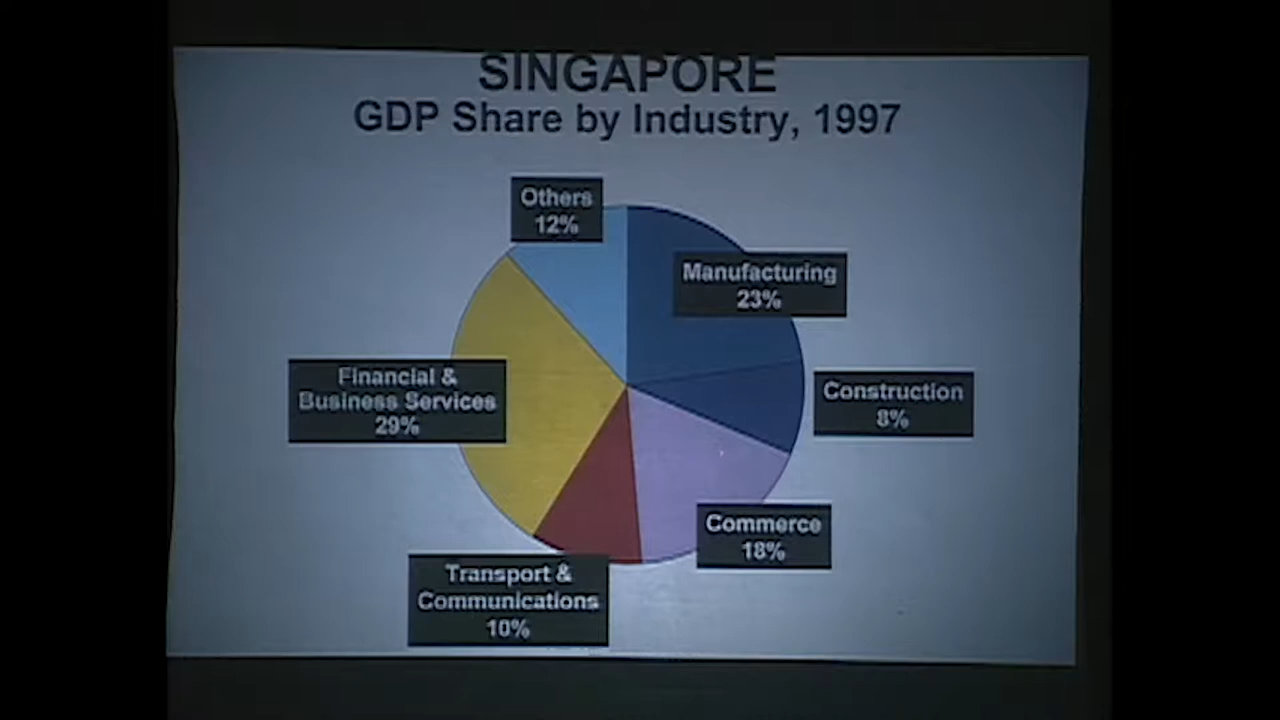 SINGAPORE
GDP Share by Industry, 1997
Others
12%
Manufacturing
23%
Financial &
Business Services
29%
Construction
8%
Commerce
18%
Transport &
Communications
10%